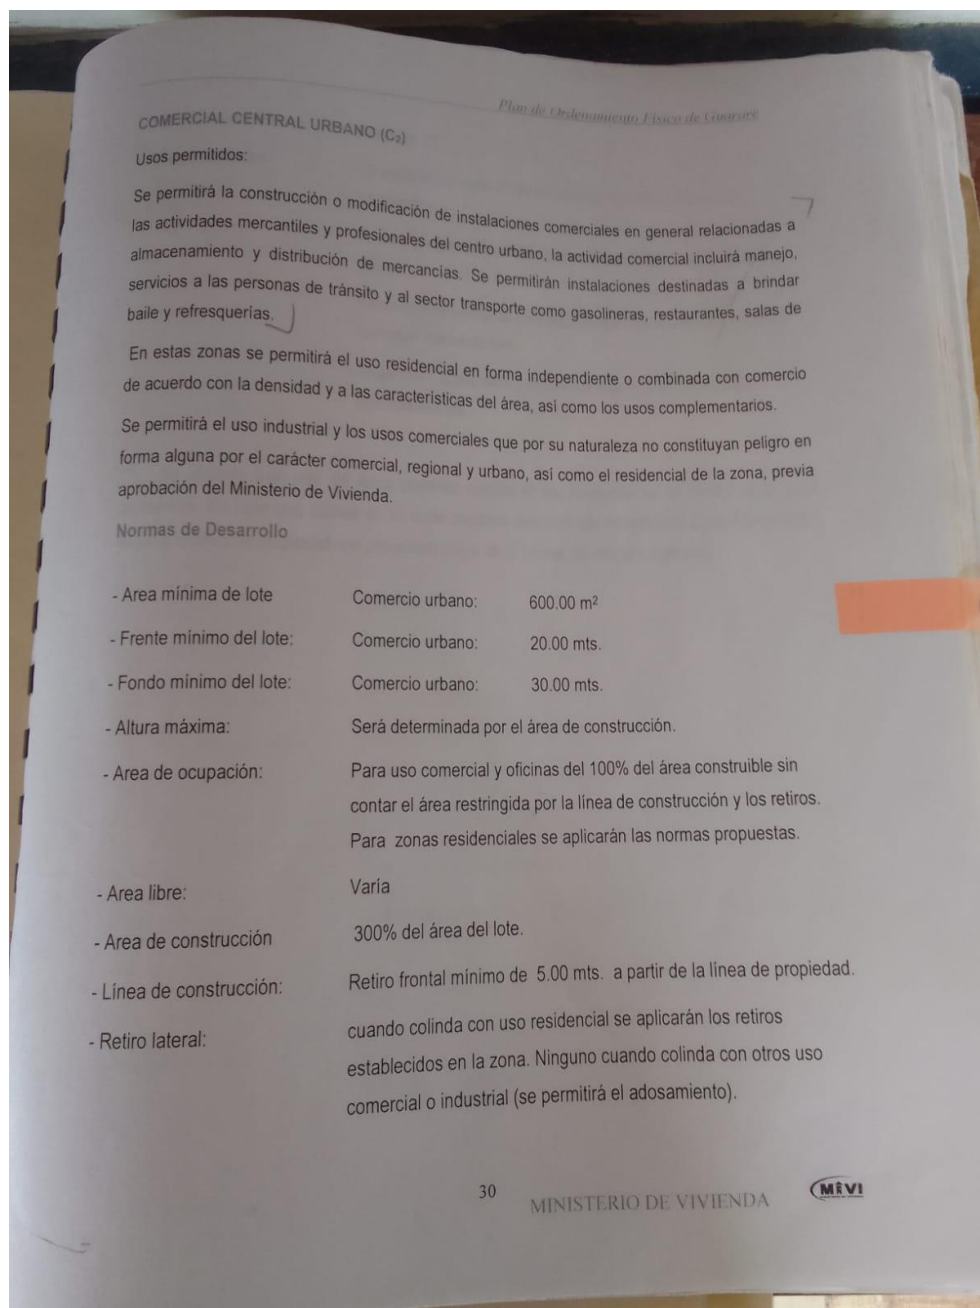 Plan de Ordenamiento Físico de Guararé
COMERCIAL CENTRAL URBANO (C₂)
Usos permitidos:
Se permitirá la construcción o modificación de instalaciones comerciales en general relacionadas a
las actividades mercantiles y profesionales del centro urbano, la actividad comercial incluirá manejo,
almacenamiento y distribución de mercancías. Se permitirán instalaciones destinadas a brindar
servicios a las personas de tránsito y al sector transporte como gasolineras, restaurantes, salas de
baile y refresquerías.
En estas zonas se permitirá el uso residencial en forma independiente o combinada con comercio
de acuerdo con la densidad y a las características del área, así como los usos complementarios.
Se permitirá el uso industrial y los usos comerciales que por su naturaleza no constituyan peligro en
forma alguna por el carácter comercial, regional y urbano, así como el residencial de la zona, previa
aprobación del Ministerio de Vivienda.
Normas de Desarrollo
- Area mínima de lote Comercio urbano: 600.00 m²
- Frente mínimo del lote: Comercio urbano: 20.00 mts.
- Fondo mínimo del lote: Comercio urbano: 30.00 mts.
- Altura máxima: Será determinada por el área de construcción.
- Area de ocupación: Para uso comercial y oficinas del 100% del área construible sin
contar el área restringida por la línea de construcción y los retiros.
Para zonas residenciales se aplicarán las normas propuestas.
- Area libre: Varía
- Area de construcción 300% del área del lote.
- Línea de construcción: Retiro frontal mínimo de 5.00 mts. a partir de la línea de propiedad.
- Retiro lateral: cuando colinda con uso residencial se aplicarán los retiros
establecidos en la zona. Ninguno cuando colinda con otros uso
comercial o industrial (se permitirá el adosamiento).
30
MINISTERIO DE VIVIENDA
MIVI